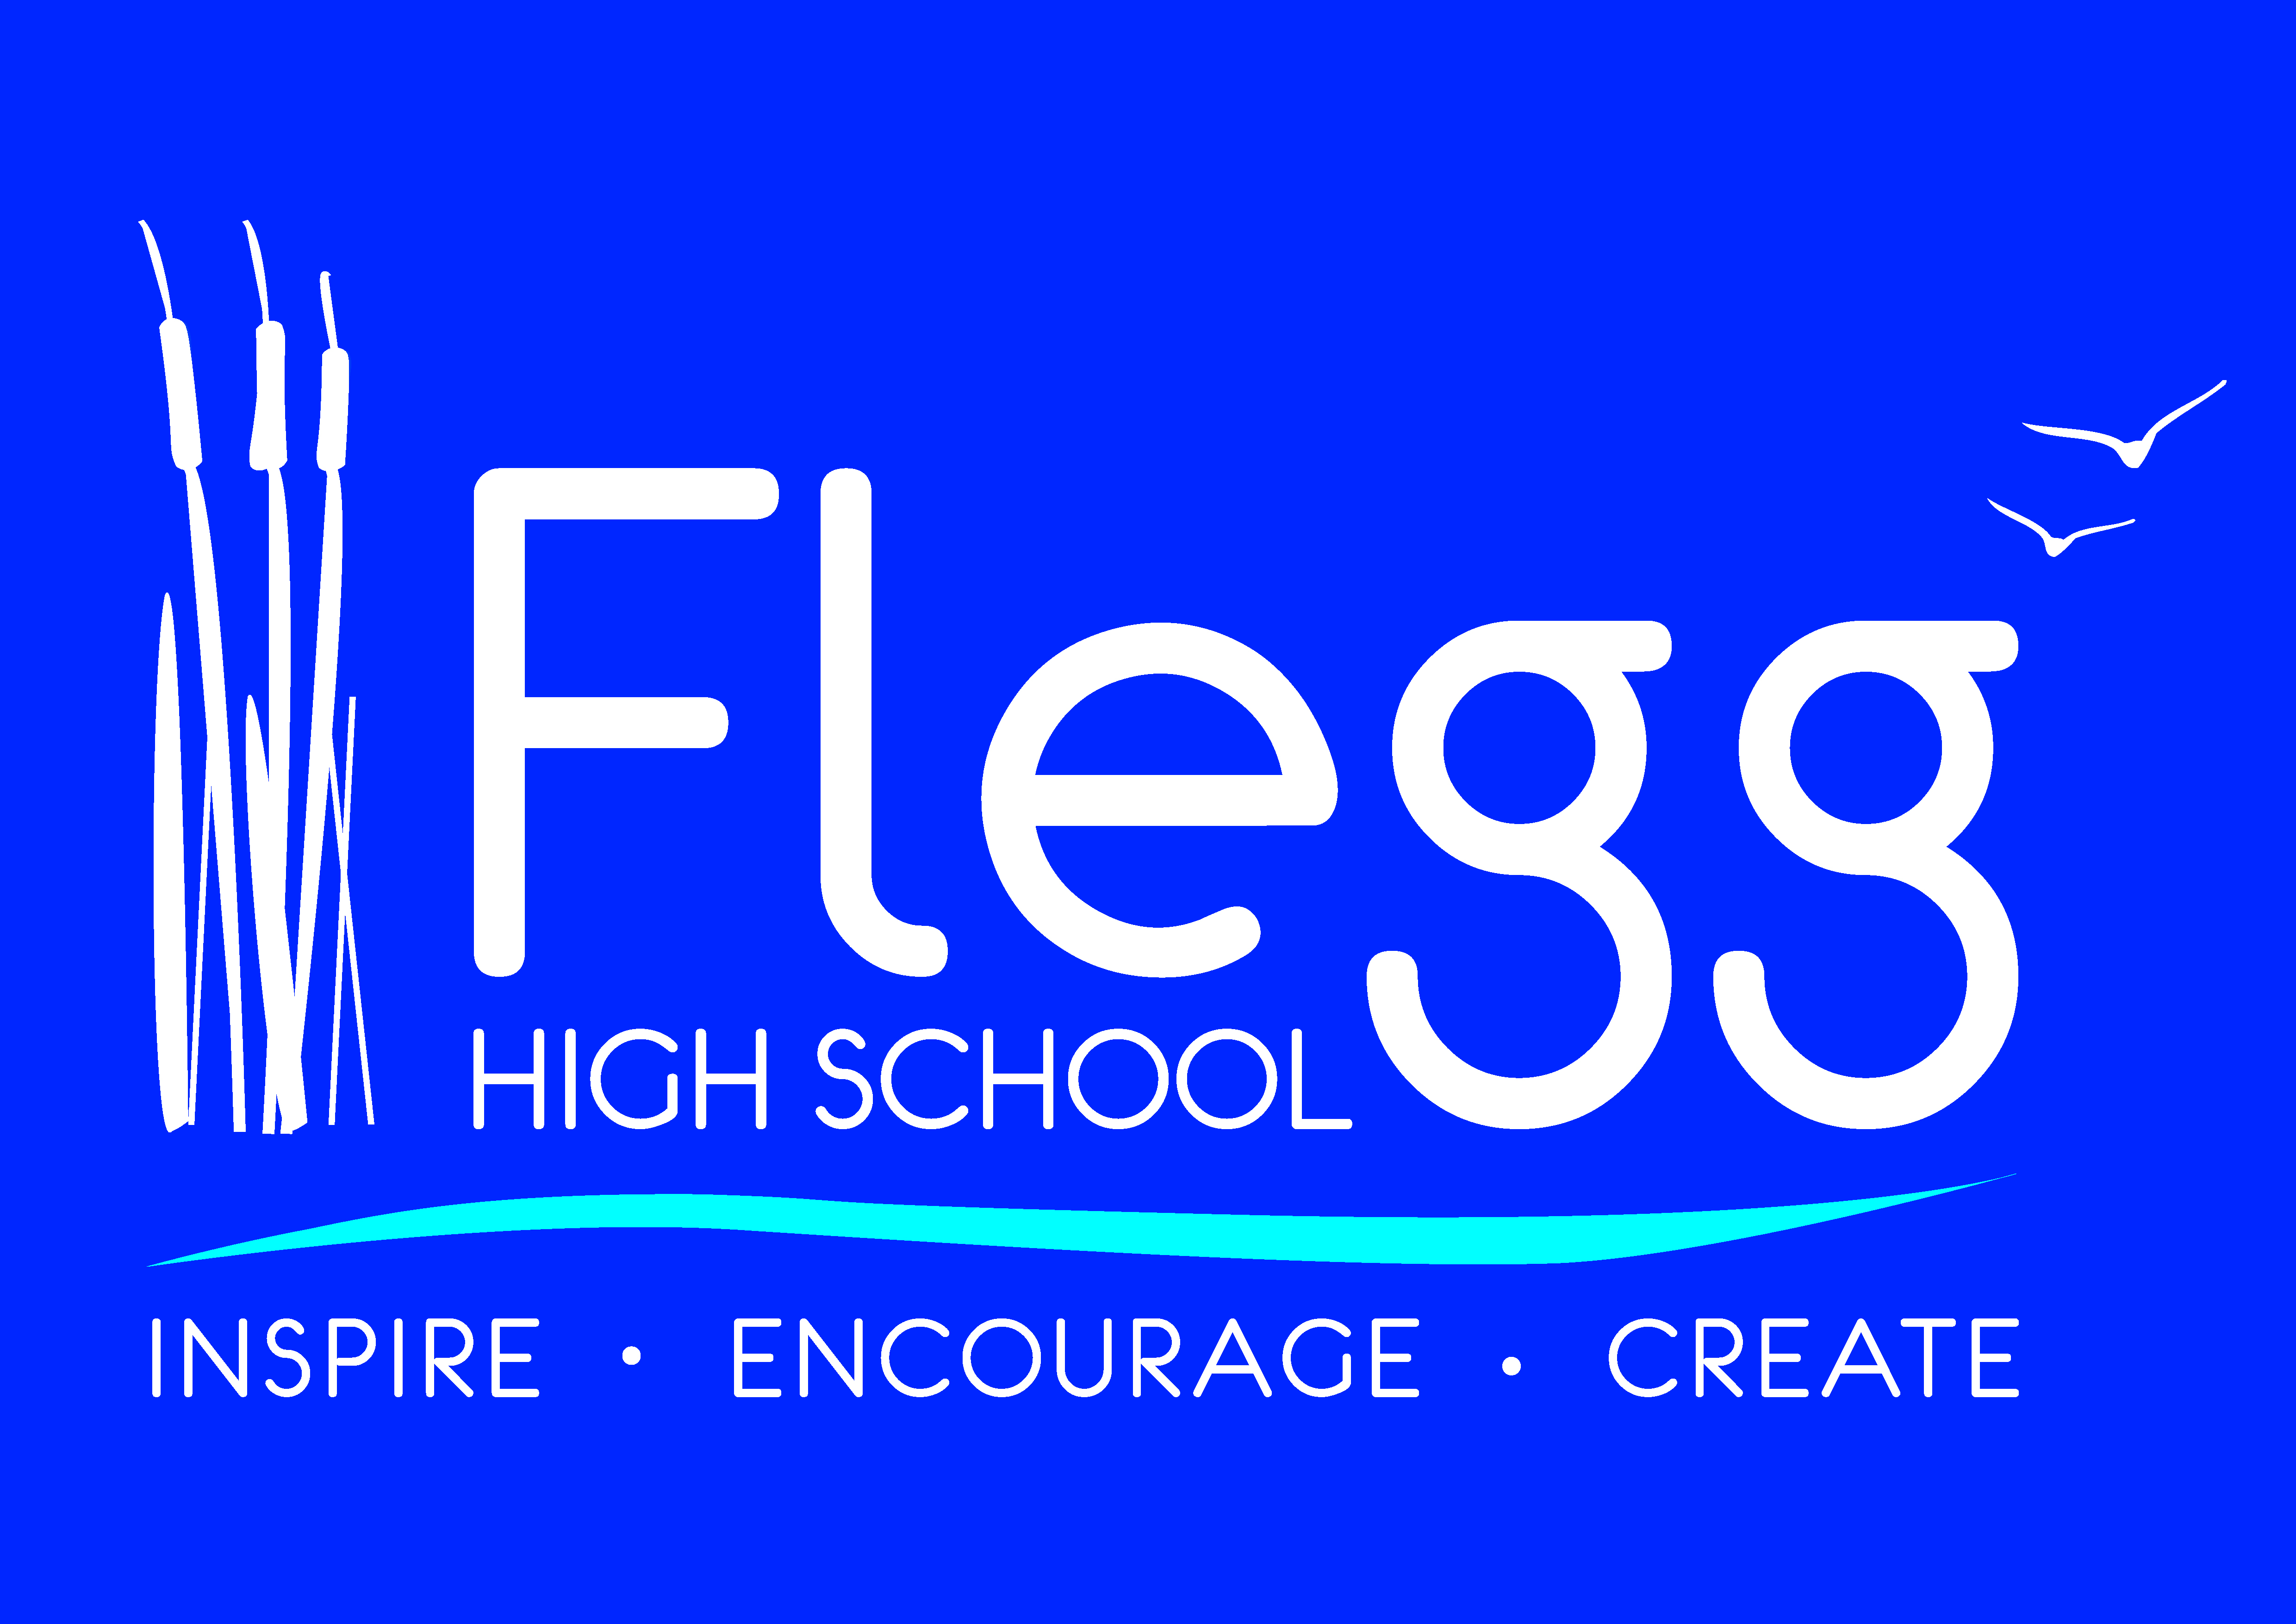 Flegg
HIGH SCHOOL
INSPIRE • ENCOURAGE • CREATE